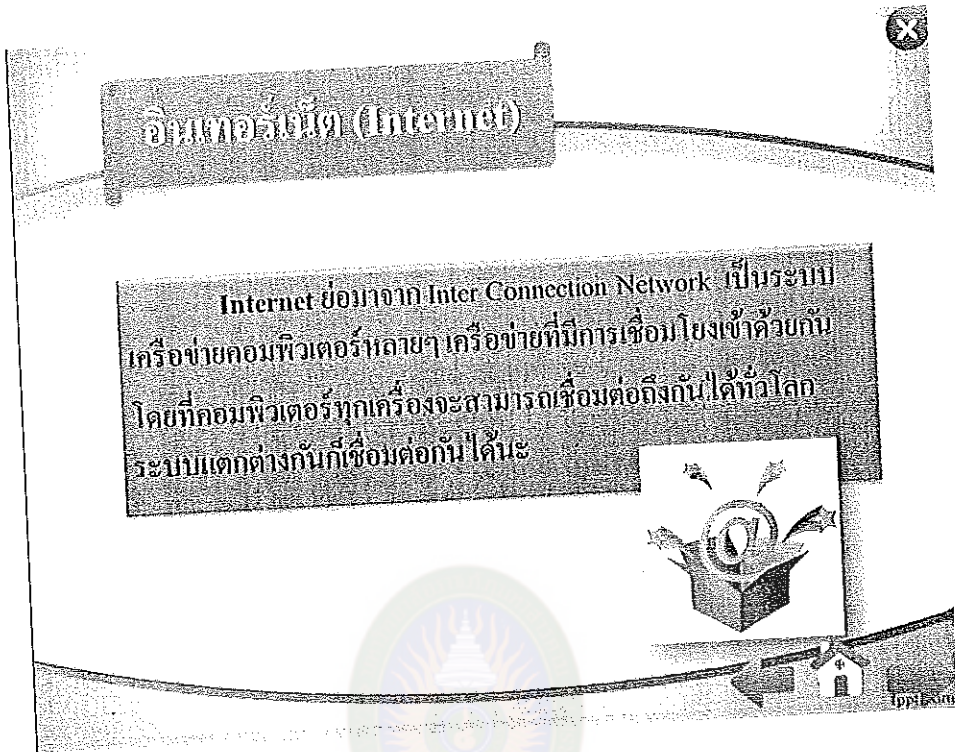 อินเทอร์เน็ต (Internet)
Internet ย่อมาจาก Inter Connection Network เป็นระบบ
เครือข่ายคอมพิวเตอร์หลายๆ เครือข่ายที่มีการเชื่อมโยงเข้าด้วยกัน
โดยที่คอมพิวเตอร์ทุกเครื่องจะสามารถเชื่อมต่อถึงกันได้ทั่วโลก
ระบบแตกต่างกันก็เชื่อมต่อกันได้นะ